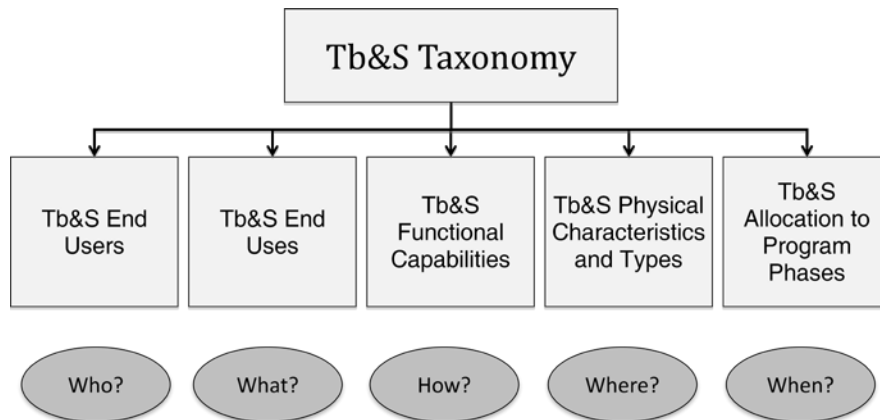 Tb&S Taxonomy
Tb&S End
Users
Tb&S End
Uses
Tb&S
Functional
Capabilities
Tb&S Physical
Characteristics
and Types
Tb&S
Allocation to
Program
Phases
Who?
What?
How?
Where?
When?